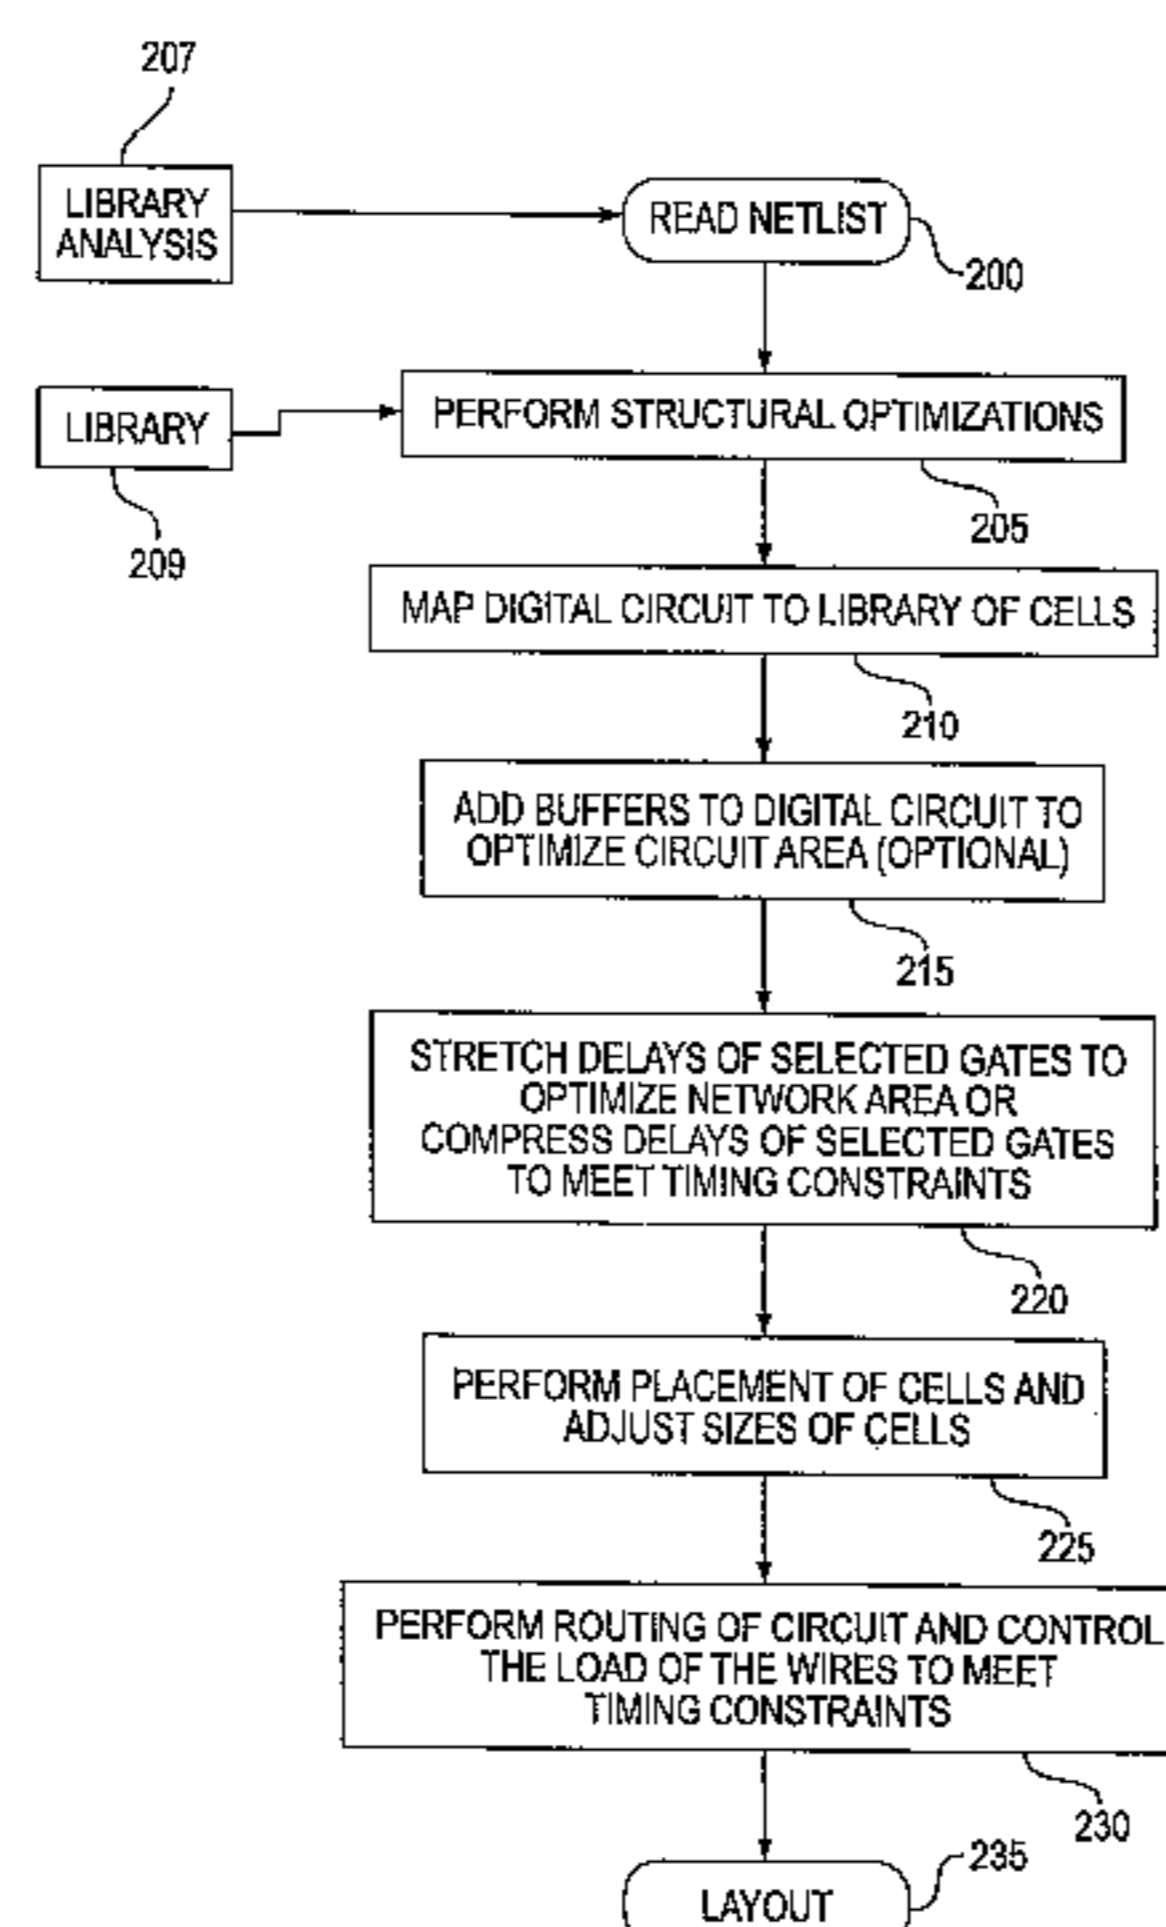 207
LIBRARY
ANALYSIS
READ NETLIST
200
LIBRARY
209
PERFORM STRUCTURAL OPTIMIZATIONS
205
MAP DIGITAL CIRCUIT TO LIBRARY OF CELLS
210
ADD BUFFERS TO DIGITAL CIRCUIT TO
OPTIMIZE CIRCUIT AREA (OPTIONAL)
215
STRETCH DELAYS OF SELECTED GATES TO
OPTIMIZE NETWORK AREA OR
COMPRESS DELAYS OF SELECTED GATES
TO MEET TIMING CONSTRAINTS
220
PERFORM PLACEMENT OF CELLS AND
ADJUST SIZES OF CELLS
225
PERFORM ROUTING OF CIRCUIT AND CONTROL
THE LOAD OF THE WIRES TO MEET
TIMING CONSTRAINTS
230
235
LAYOUT